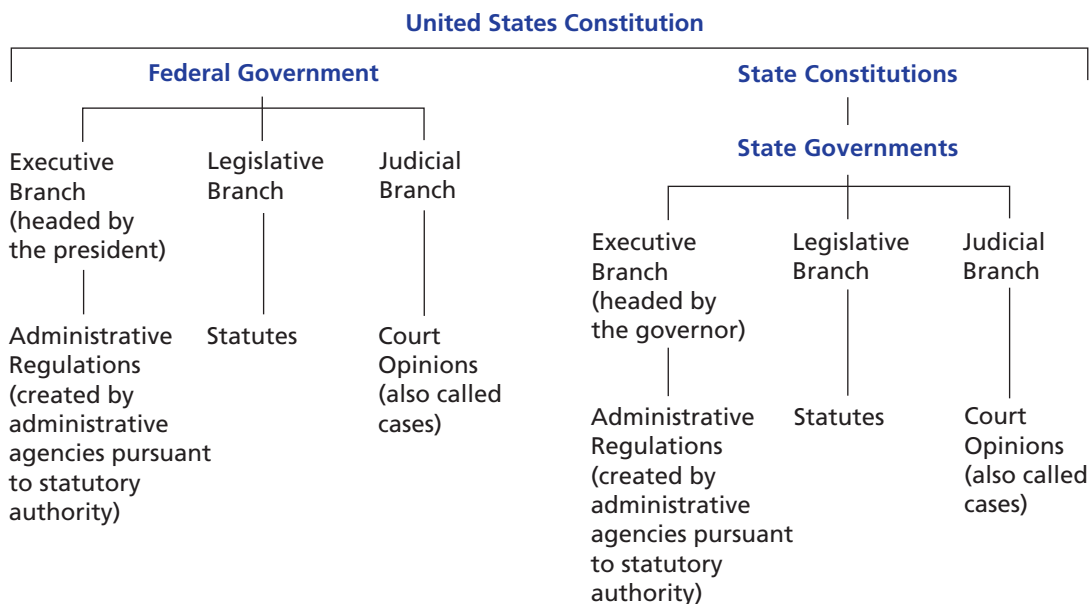 United States Constitution
Federal Government
Executive
Branch
(headed by
the president)
Administrative
Regulations
(created by
administrative
agencies pursuant
to statutory
authority)
Legislative
Branch
Statutes
Judicial
Branch
Court
Opinions
(also called
cases)
State Constitutions
State Governments
Executive
Branch
(headed by
the governor)
Administrative
Regulations
(created by
administrative
agencies pursuant
to statutory
authority)
Legislative
Branch
Statutes
Judicial
Branch
Court
Opinions
(also called
cases)